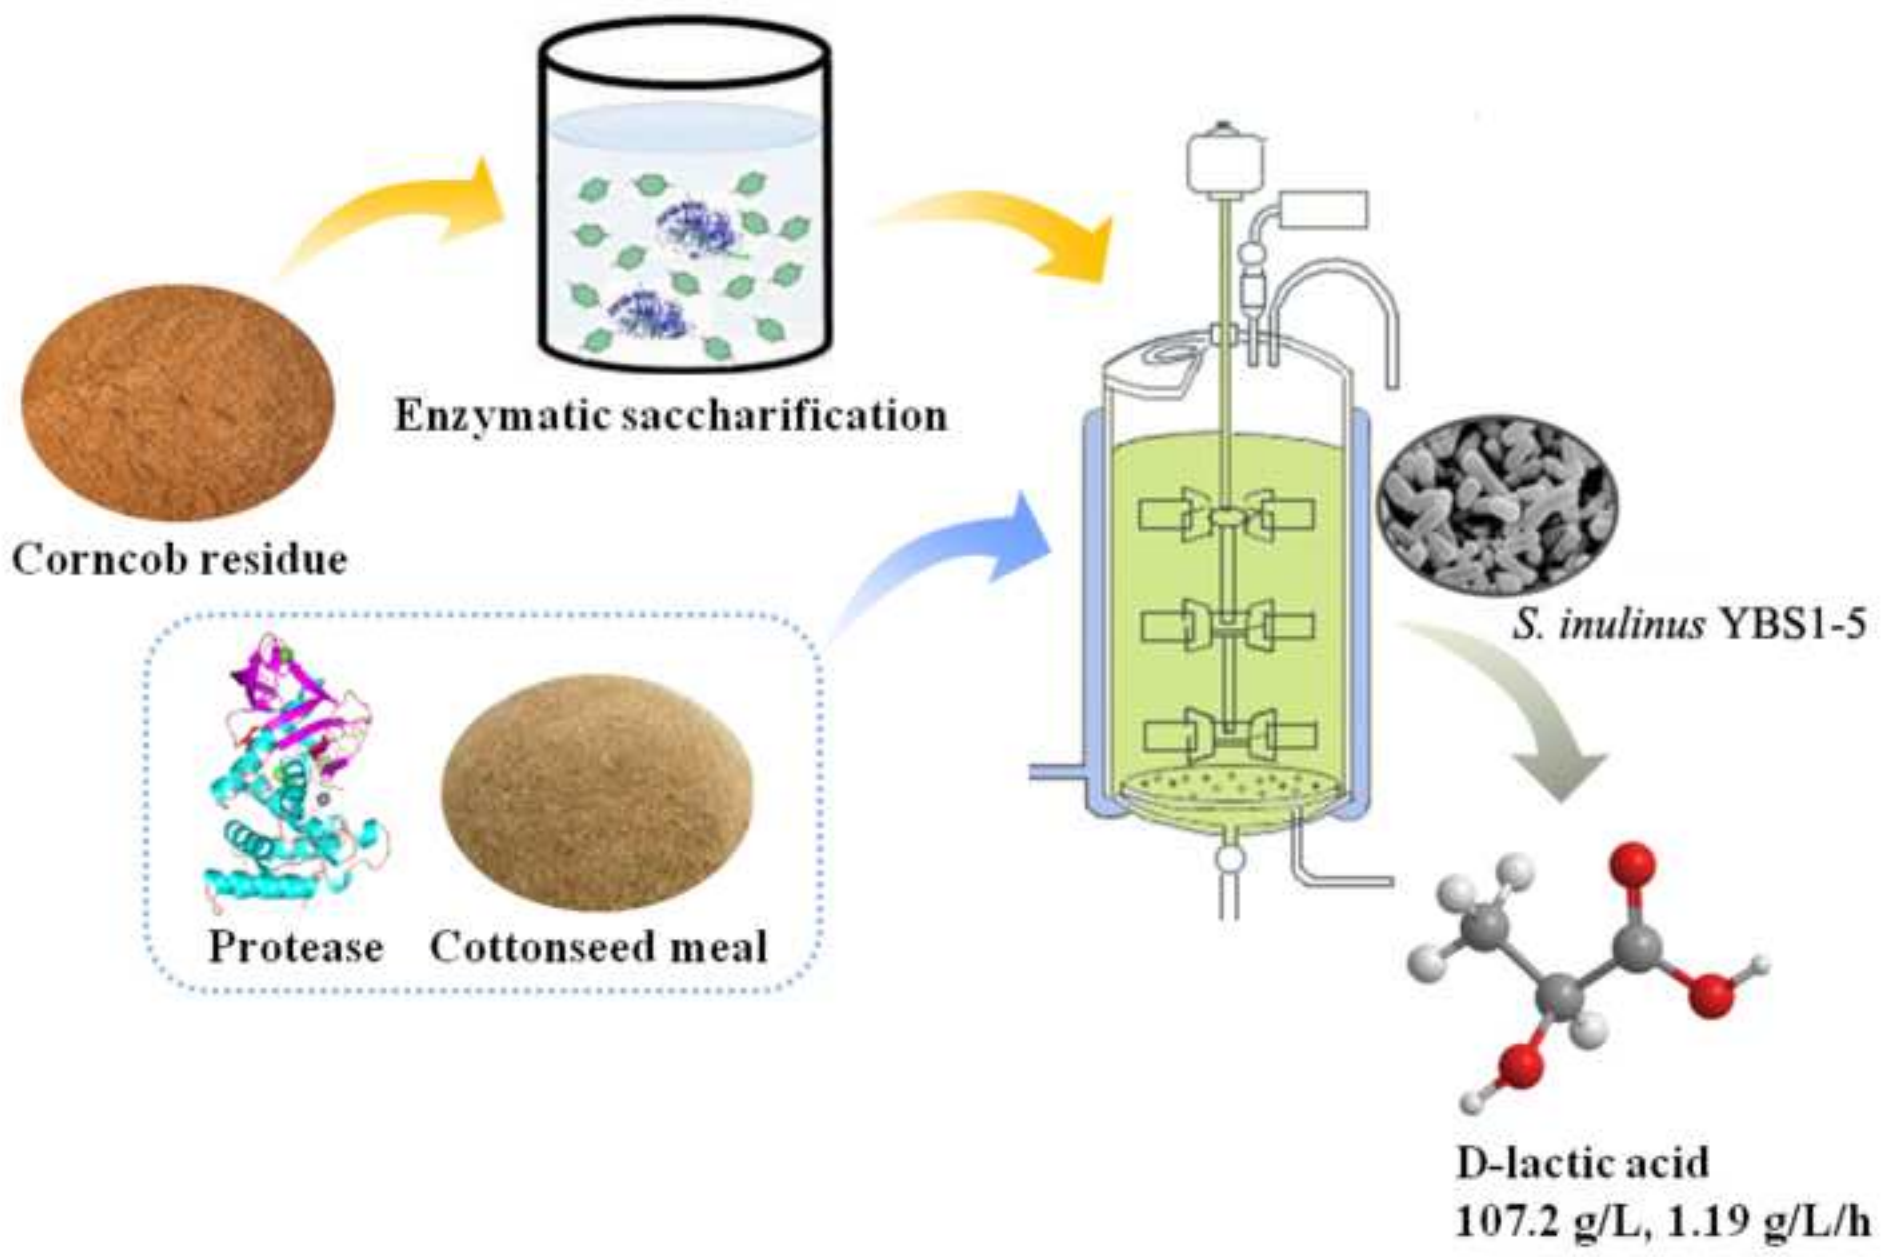 Enzymatic saccharification
Corncob residue
S. inulinus YBS1-5
Protease
Cottonseed meal
D-lactic acid
107.2 g/L, 1.19 g/L/h